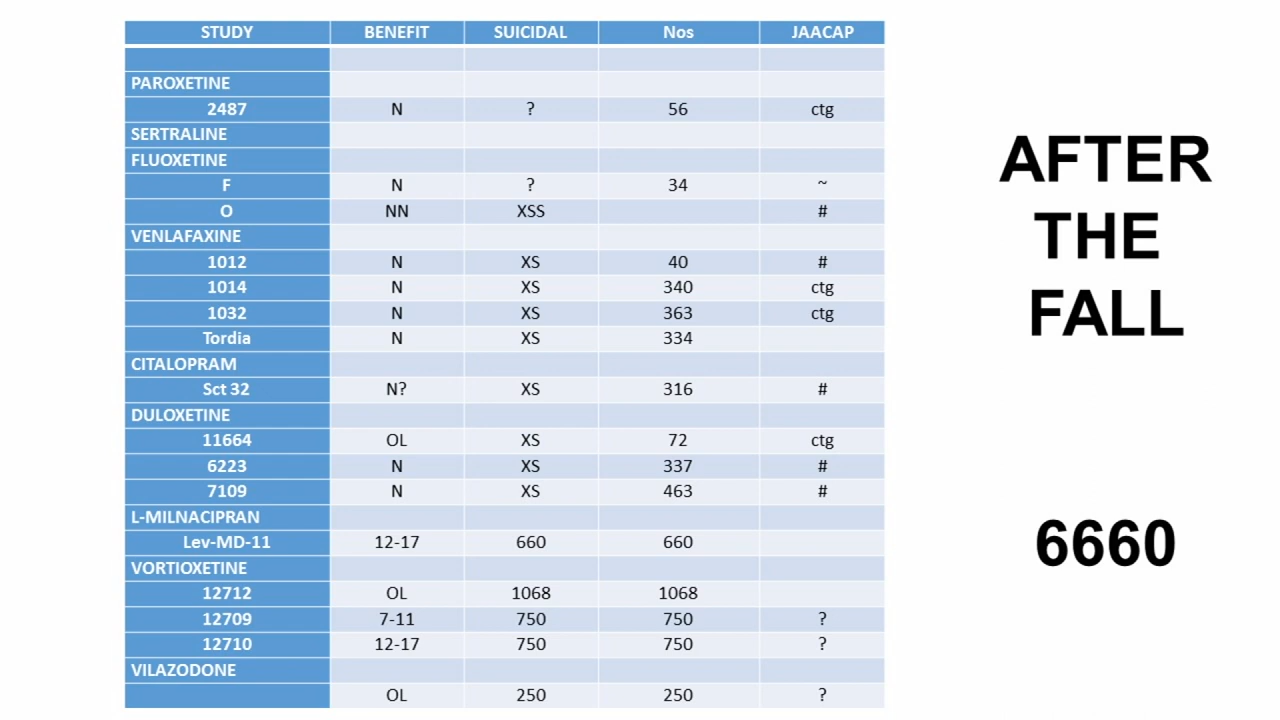 STUDY BENEFIT SUICIDAL Nos JAACAP
PAROXETINE
2487 N ? 56 ctg
SERTRALINE
FLUOXETINE
F N ? 34 ~
O NN XSS #
VENLAFAXINE
1012 N XS 40 #
1014 N XS 340 ctg
1032 N XS 363 ctg
Tordia N XS 334
CITALOPRAM
Sct 32 N? XS 316 #
DULOXETINE
11664 OL XS 72 ctg
6223 N XS 337 #
7109 N XS 463 #
L-MILNACIPRAN
Lev-MD-11 12-17 660 660
VORTIOXETINE
12712 OL 1068 1068
12709 7-11 750 750 ?
12710 12-17 750 750 ?
VILAZODONE
OL 250 250 ?
AFTER
THE
FALL
6660